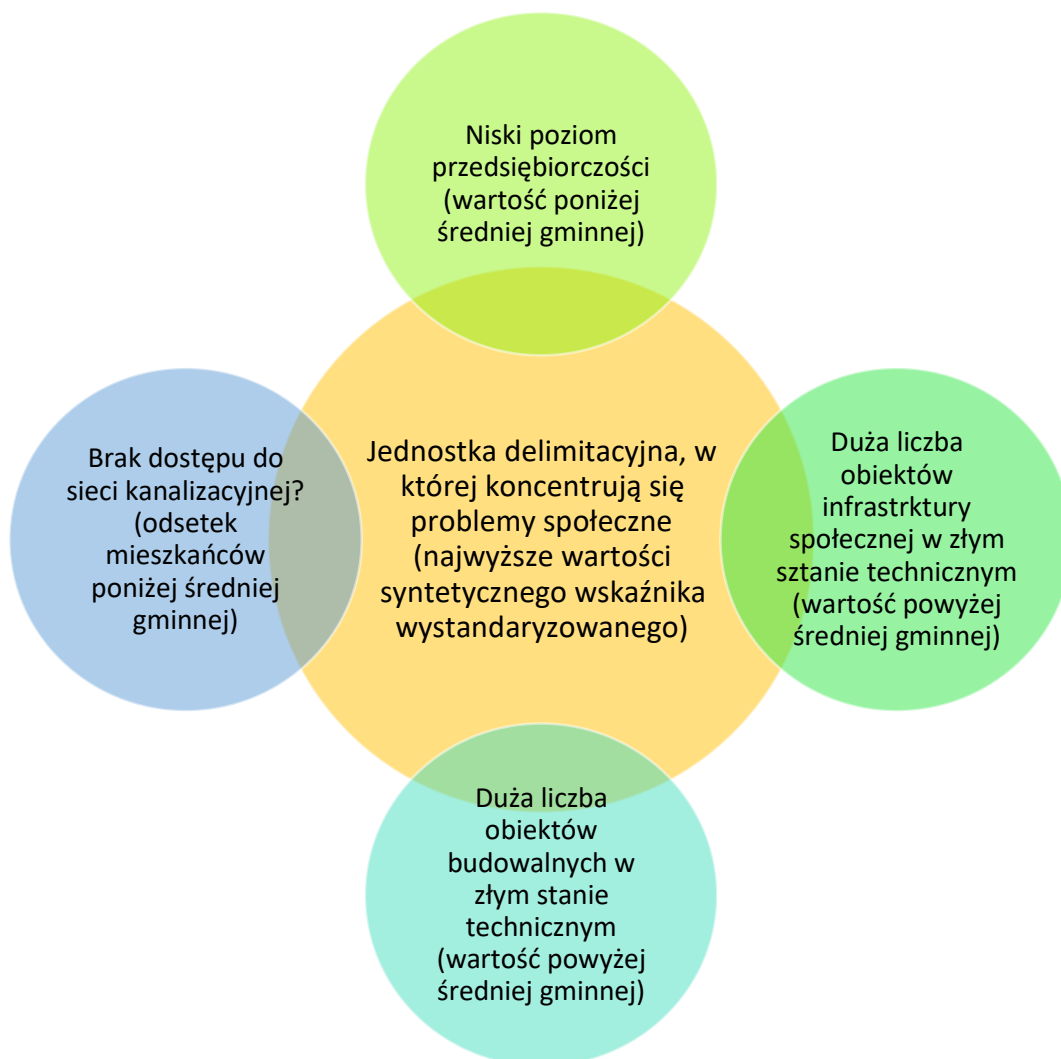 Niski poziom
przedsiębiorczości
(wartość poniżej
średniej gminnej)
Brak dostępu do
sieci kanalizacyjnej?
(odsetek
mieszkańców
poniżej średniej
gminnej)
Jednostka delimitacyjna, w
której koncentrują się
problemy społeczne
(najwyższe wartości
syntetycznego wskaźnika
wystandaryzowanego)
Duża liczba
obiektów
infrastrktury
społecznej w złym
sztanie technicznym
(wartość powyżej
średniej gminnej)
Duża liczba
obiektów
budowalnych w
złym stanie
technicznym
(wartość powyżej
średniej gminnej)